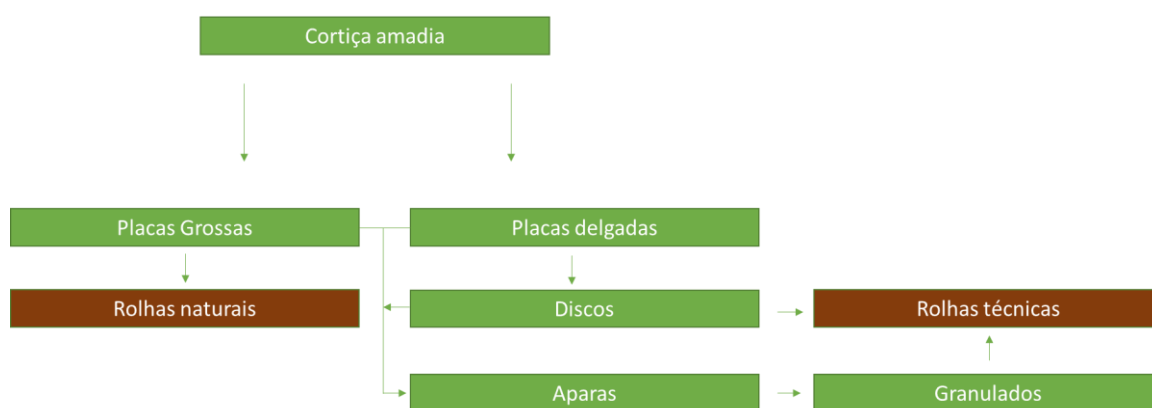 Cortiça amadia
Placas Grossas
Placas delgadas
Rolhas naturais
Discos
Rolhas técnicas
Aparas
Granulados